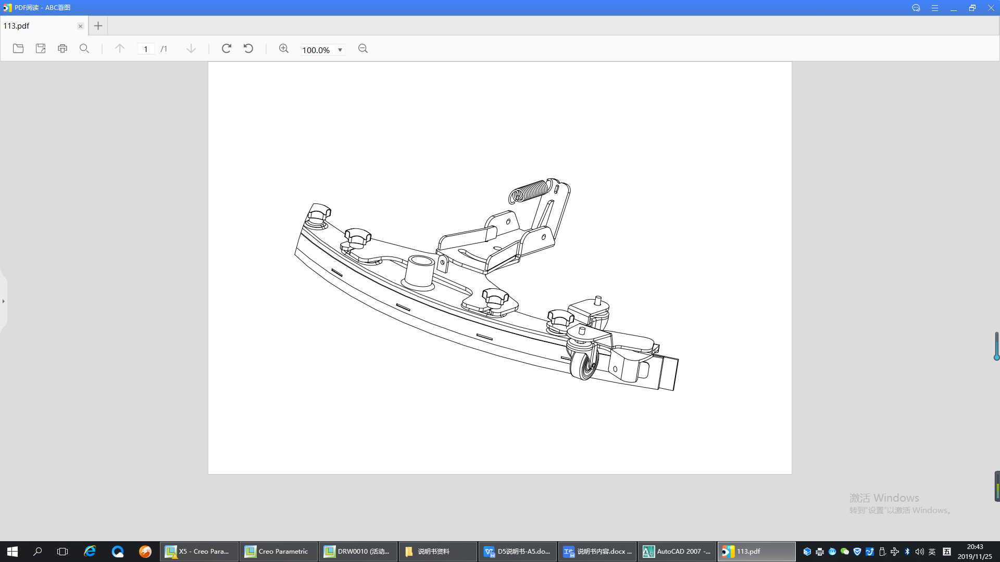 PDF阅读 - ABC看图
113.pdf
1 /1
100.0%
激活 Windows
转到"设置"以激活 Windows。
X5 - Creo Para...
Creo Parametric
DRW0010 (活动...
说明书资料
D5说明书-A5.do...
说明书内容.docx ...
AutoCAD 2007 -...
113.pdf
英
五
20:43
2019/11/25